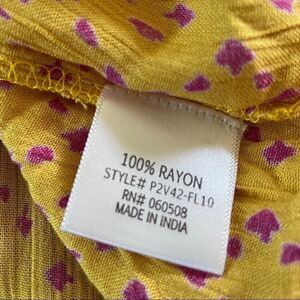 100% RAYON
STYLE# P2V42-FL10
RN# 060508
MADE IN INDIA